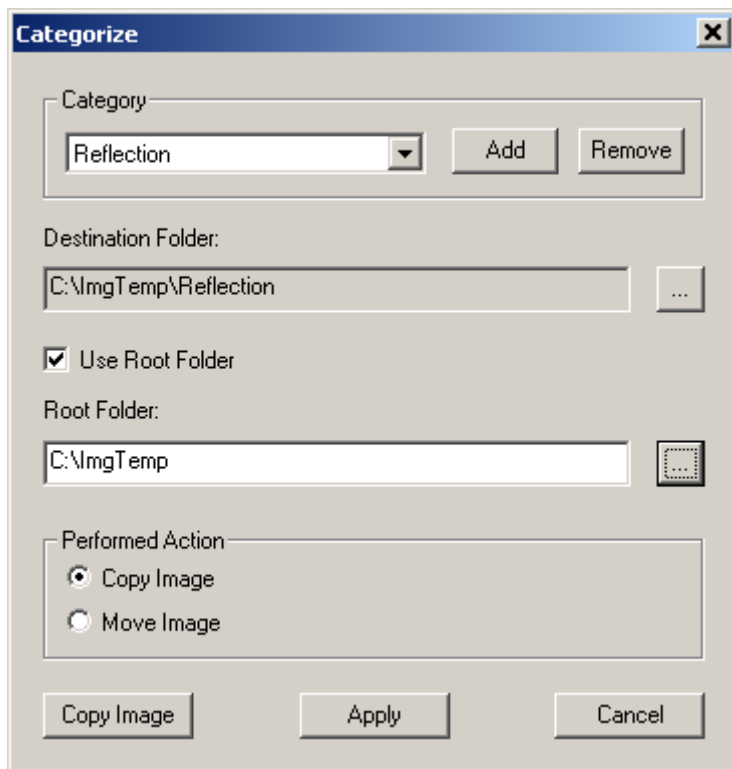 Categorize
Category
Reflection
Add
Remove
Destination Folder:
C:\ImgTemp\Reflection
...
Use Root Folder
Root Folder:
C:\ImgTemp
...
Performed Action
Copy Image
Move Image
Copy Image
Apply
Cancel